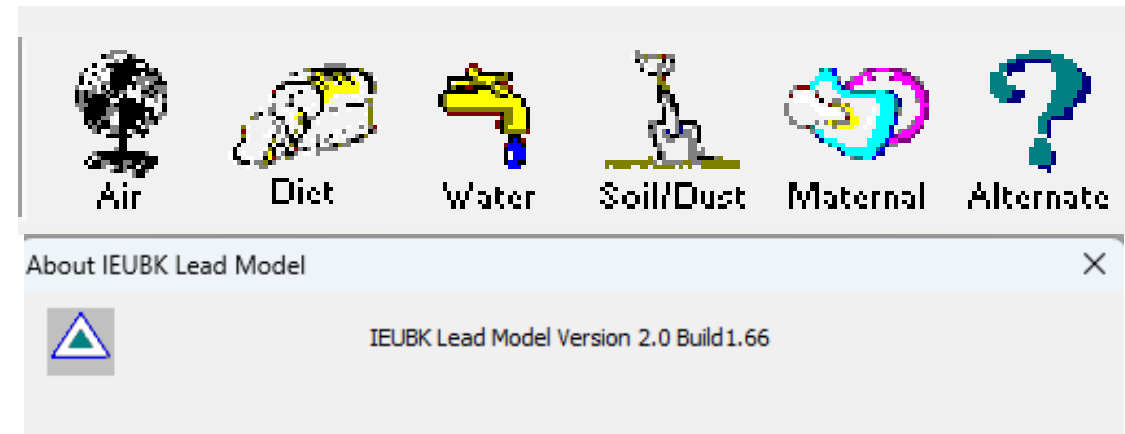 Air Diet Water Soil/Dust Maternal Alternate
About IEUBK Lead Model
IEUBK Lead Model Version 2.0 Build1.66